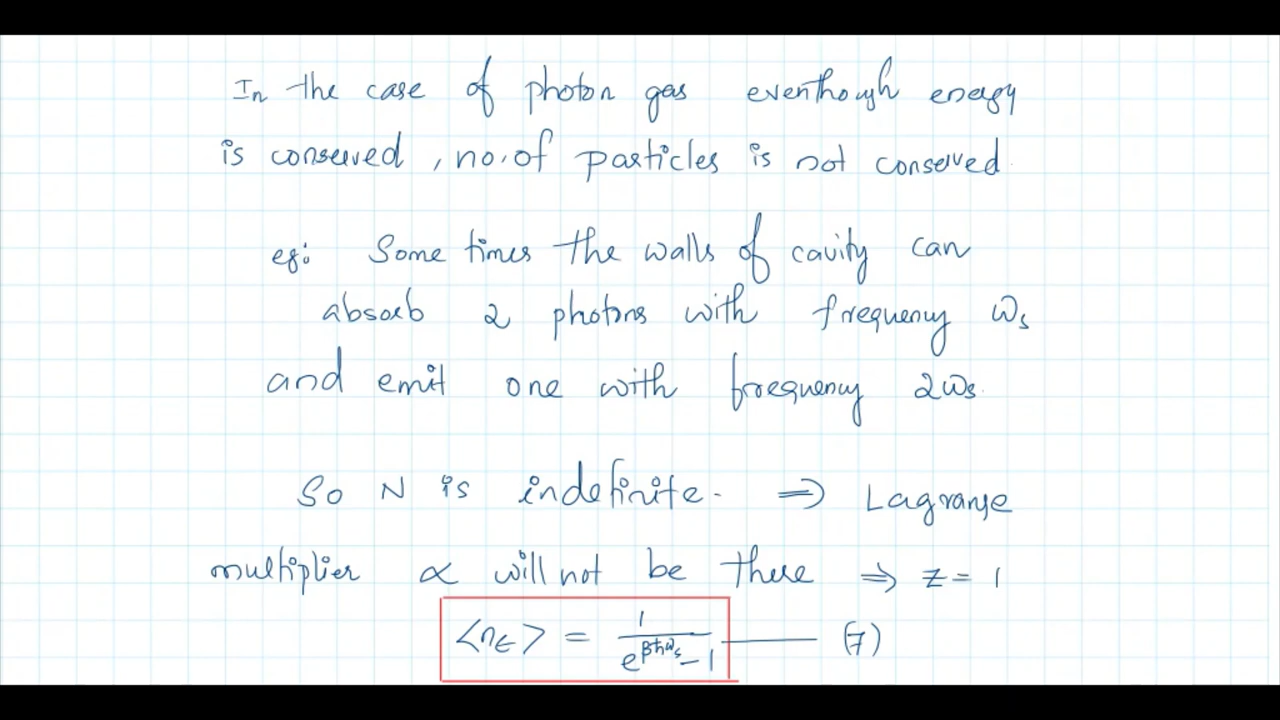 In the case of photon gas eventhough energy
is conserved, no. of particles is not conserved.
eg: Some times the walls of cavity can
absorb 2 photons with frequency ωs
and emit one with frequency 2ωs.
So N is indefinite. ⇒ Lagrange
multiplier α will not be there ⇒ z = 1
<n_ϵ> = 1/(e^(βħωs) - 1) —— (7)